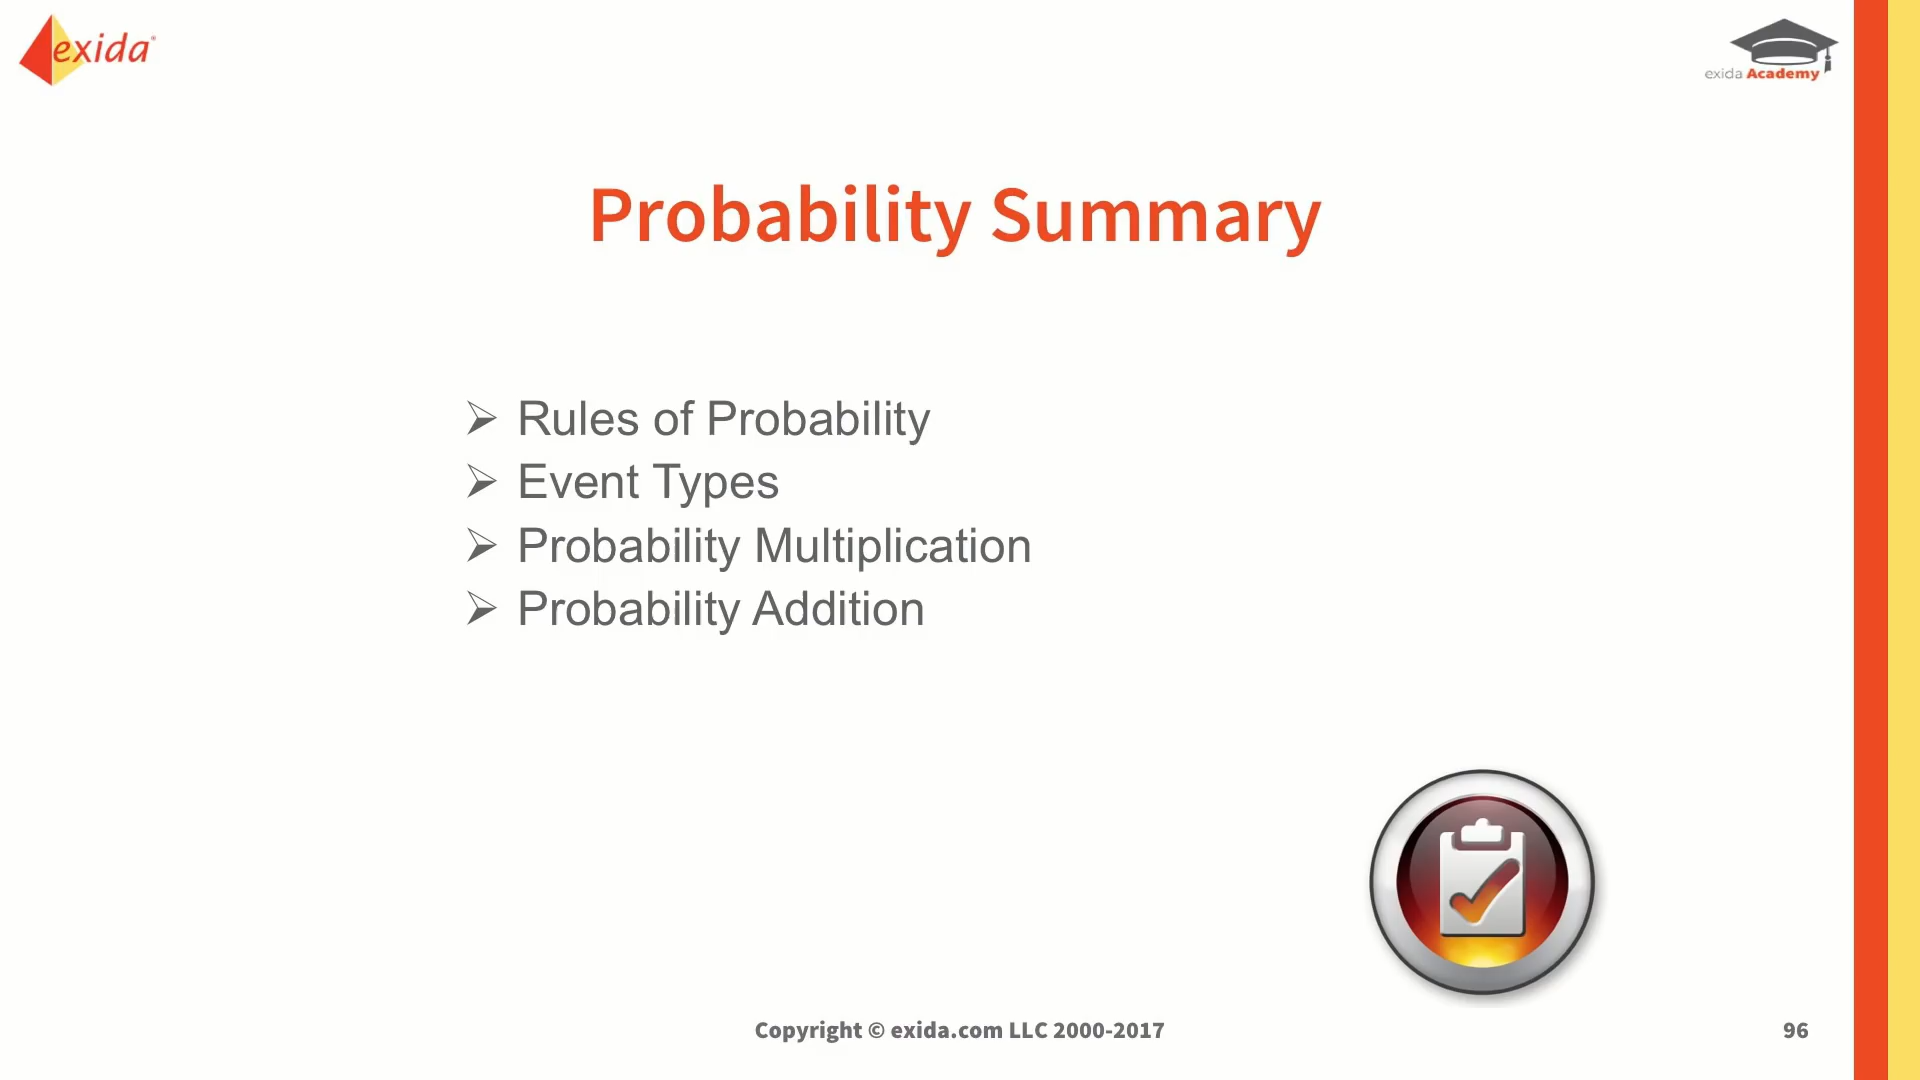 exida®
exida Academy
Probability Summary
➢ Rules of Probability
➢ Event Types
➢ Probability Multiplication
➢ Probability Addition
Copyright © exida.com LLC 2000-2017
96